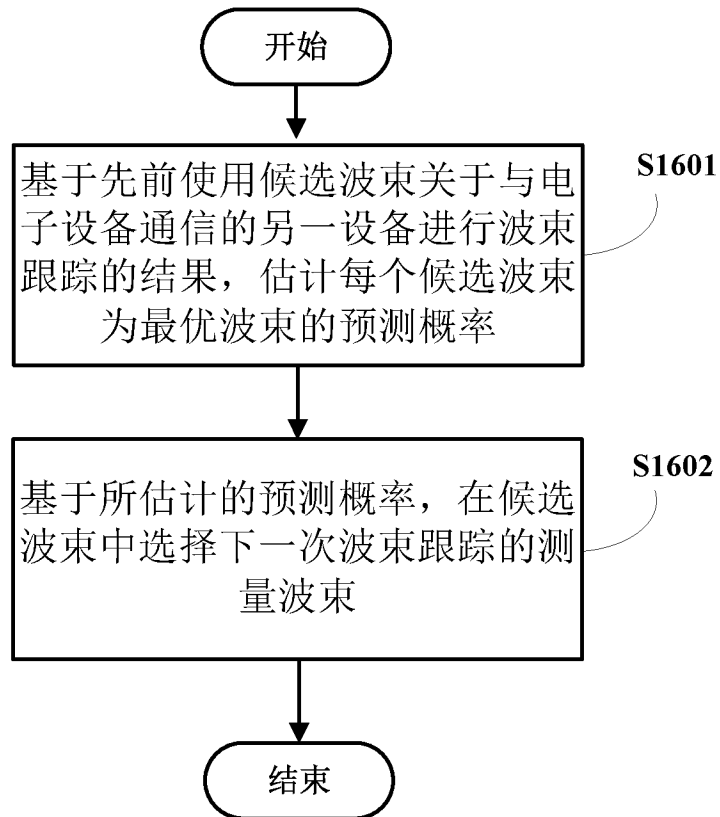 开始
基于先前使用候选波束关于与电
子设备通信的另一设备进行波束
跟踪的结果，估计每个候选波束
为最优波束的预测概率
S1601
基于所估计的预测概率，在候选
波束中选择下一次波束跟踪的测
量波束
S1602
结束